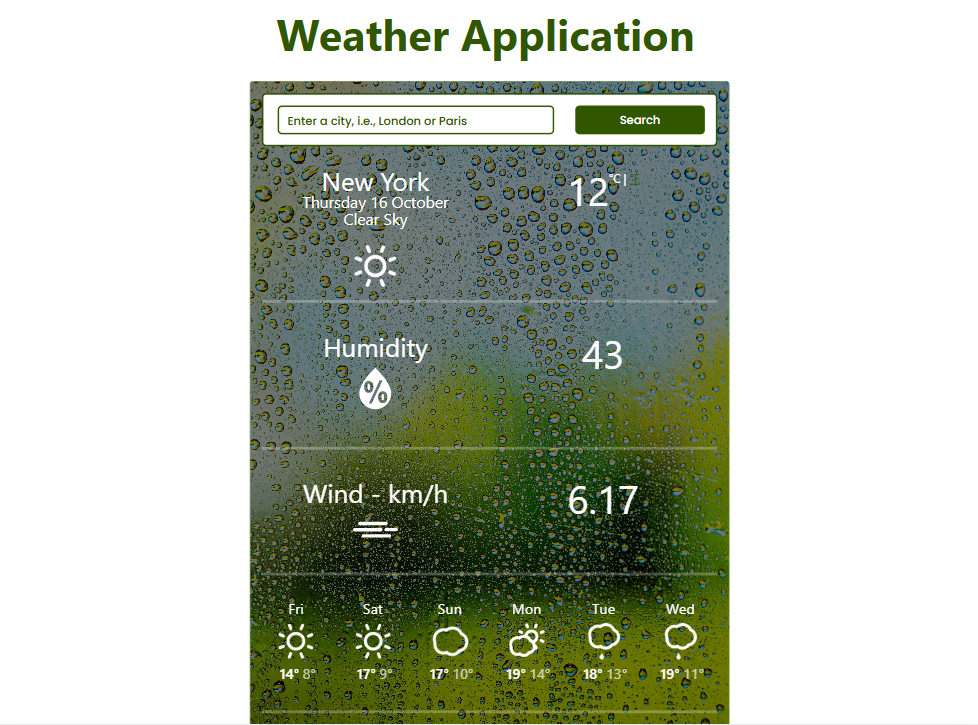 Weather Application
Enter a city, i.e., London or Paris
Search
New York
Thursday 16 October
Clear Sky
12 °C | °F
Humidity
%
43
Wind - km/h
6.17
Fri Sat Sun Mon Tue Wed
14° 8° 17° 9° 17° 10° 19° 14° 18° 13° 19° 11°